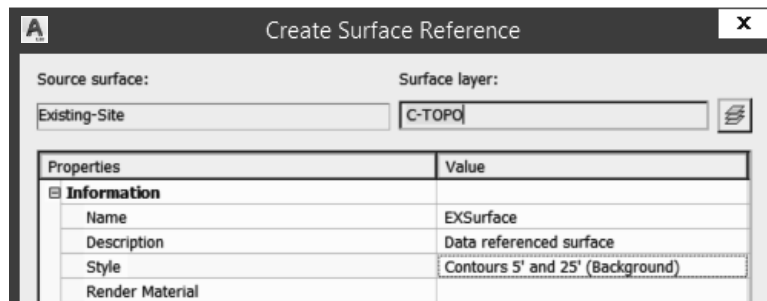 Create Surface Reference
Source surface: Surface layer:
Existing-Site C-TOPO
Properties Value
Information
Name EXSurface
Description Data referenced surface
Style Contours 5' and 25' (Background)
Render Material